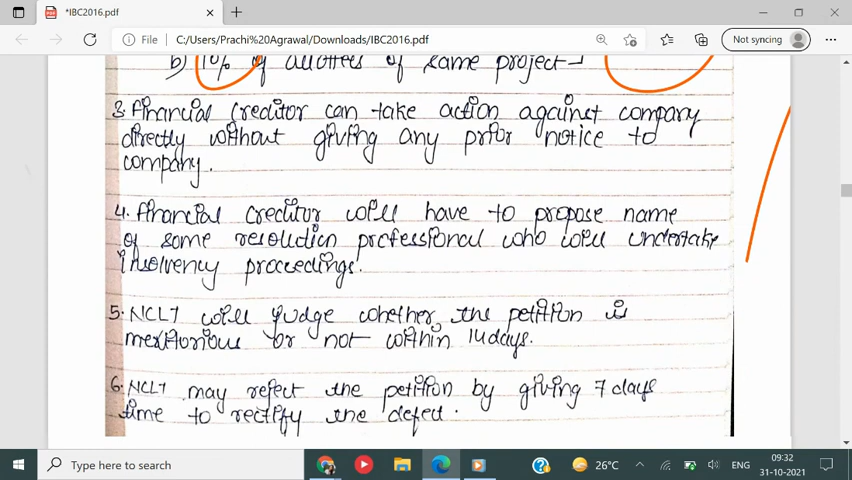 *IBC2016.pdf
File
C:/Users/Prachi%20Agrawal/Downloads/IBC2016.pdf
Not syncing
b) 10% of allottees of same project
3. Financial Creditor can take action against company
directly without giving any prior notice to
company.
4. Financial creditor will have to propose name
of some resolution professional who will undertake
insolvency proceedings.
5. NCLT will judge whether the petition is
meritorious or not within 14 days.
6. NCLT may reject the petition by giving 7 days
time to rectify the defect.
Type here to search
26°C
ENG
09:32
31-10-2021